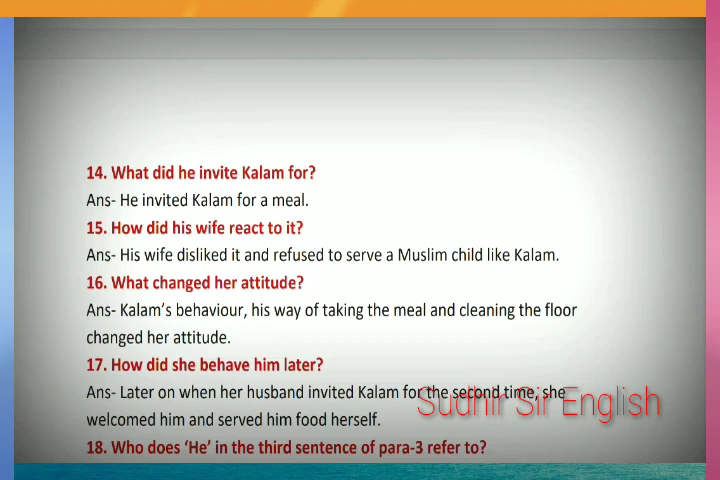 14. What did he invite Kalam for?
Ans- He invited Kalam for a meal.
15. How did his wife react to it?
Ans- His wife disliked it and refused to serve a Muslim child like Kalam.
16. What changed her attitude?
Ans- Kalam's behaviour, his way of taking the meal and cleaning the floor
changed her attitude.
17. How did she behave him later?
Ans- Later on when her husband invited Kalam for the second time, she
Sudhir Sir English
welcomed him and served him food herself.
18. Who does ‘He’ in the third sentence of para-3 refer to?